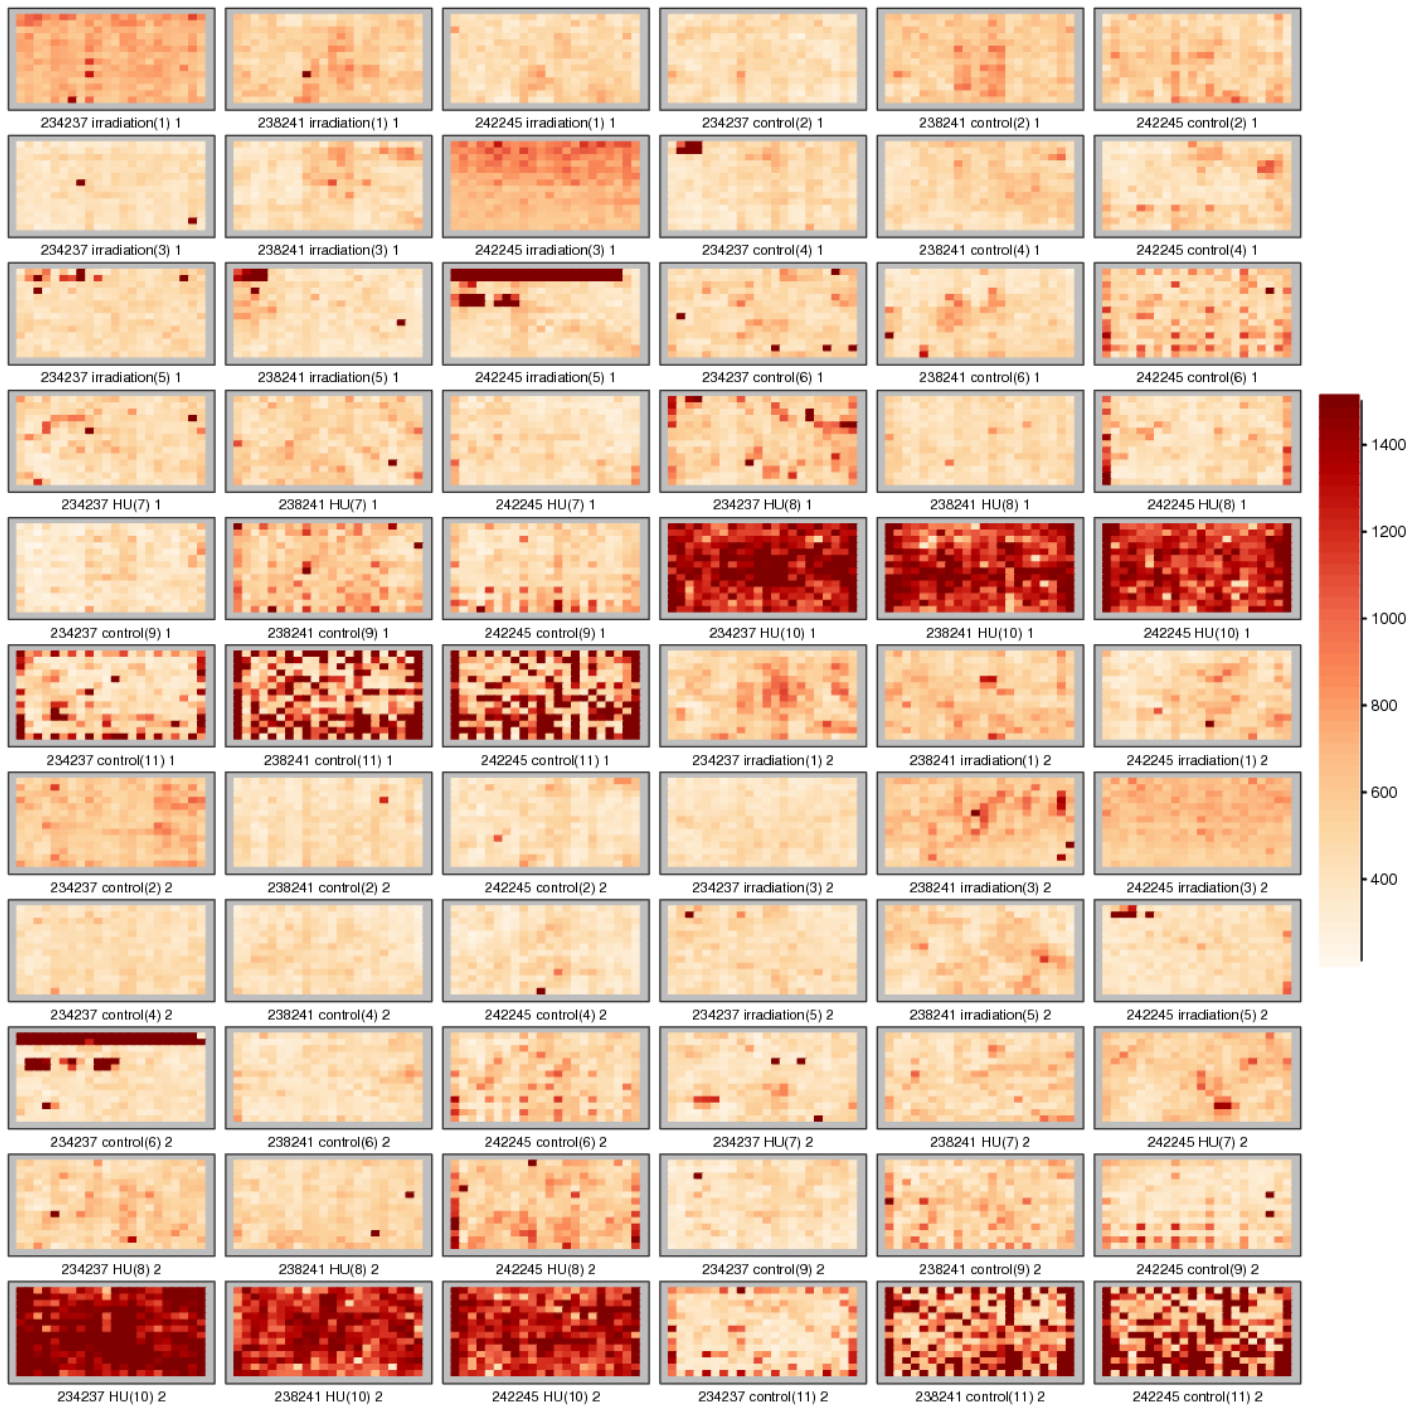 234237 irradiation(1) 1 238241 irradiation(1) 1 242245 irradiation(1) 1 234237 control(2) 1 238241 control(2) 1 242245 control(2) 1
234237 irradiation(3) 1 238241 irradiation(3) 1 242245 irradiation(3) 1 234237 control(4) 1 238241 control(4) 1 242245 control(4) 1
234237 irradiation(5) 1 238241 irradiation(5) 1 242245 irradiation(5) 1 234237 control(6) 1 238241 control(6) 1 242245 control(6) 1
234237 HU(7) 1 238241 HU(7) 1 242245 HU(7) 1 234237 HU(8) 1 238241 HU(8) 1 242245 HU(8) 1
234237 control(9) 1 238241 control(9) 1 242245 control(9) 1 234237 HU(10) 1 238241 HU(10) 1 242245 HU(10) 1
234237 control(11) 1 238241 control(11) 1 242245 control(11) 1 234237 irradiation(1) 2 238241 irradiation(1) 2 242245 irradiation(1) 2
234237 control(2) 2 238241 control(2) 2 242245 control(2) 2 234237 irradiation(3) 2 238241 irradiation(3) 2 242245 irradiation(3) 2
234237 control(4) 2 238241 control(4) 2 242245 control(4) 2 234237 irradiation(5) 2 238241 irradiation(5) 2 242245 irradiation(5) 2
234237 control(6) 2 238241 control(6) 2 242245 control(6) 2 234237 HU(7) 2 238241 HU(7) 2 242245 HU(7) 2
234237 HU(8) 2 238241 HU(8) 2 242245 HU(8) 2 234237 control(9) 2 238241 control(9) 2 242245 control(9) 2
234237 HU(10) 2 238241 HU(10) 2 242245 HU(10) 2 234237 control(11) 2 238241 control(11) 2 242245 control(11) 2
1400
1200
1000
800
600
400